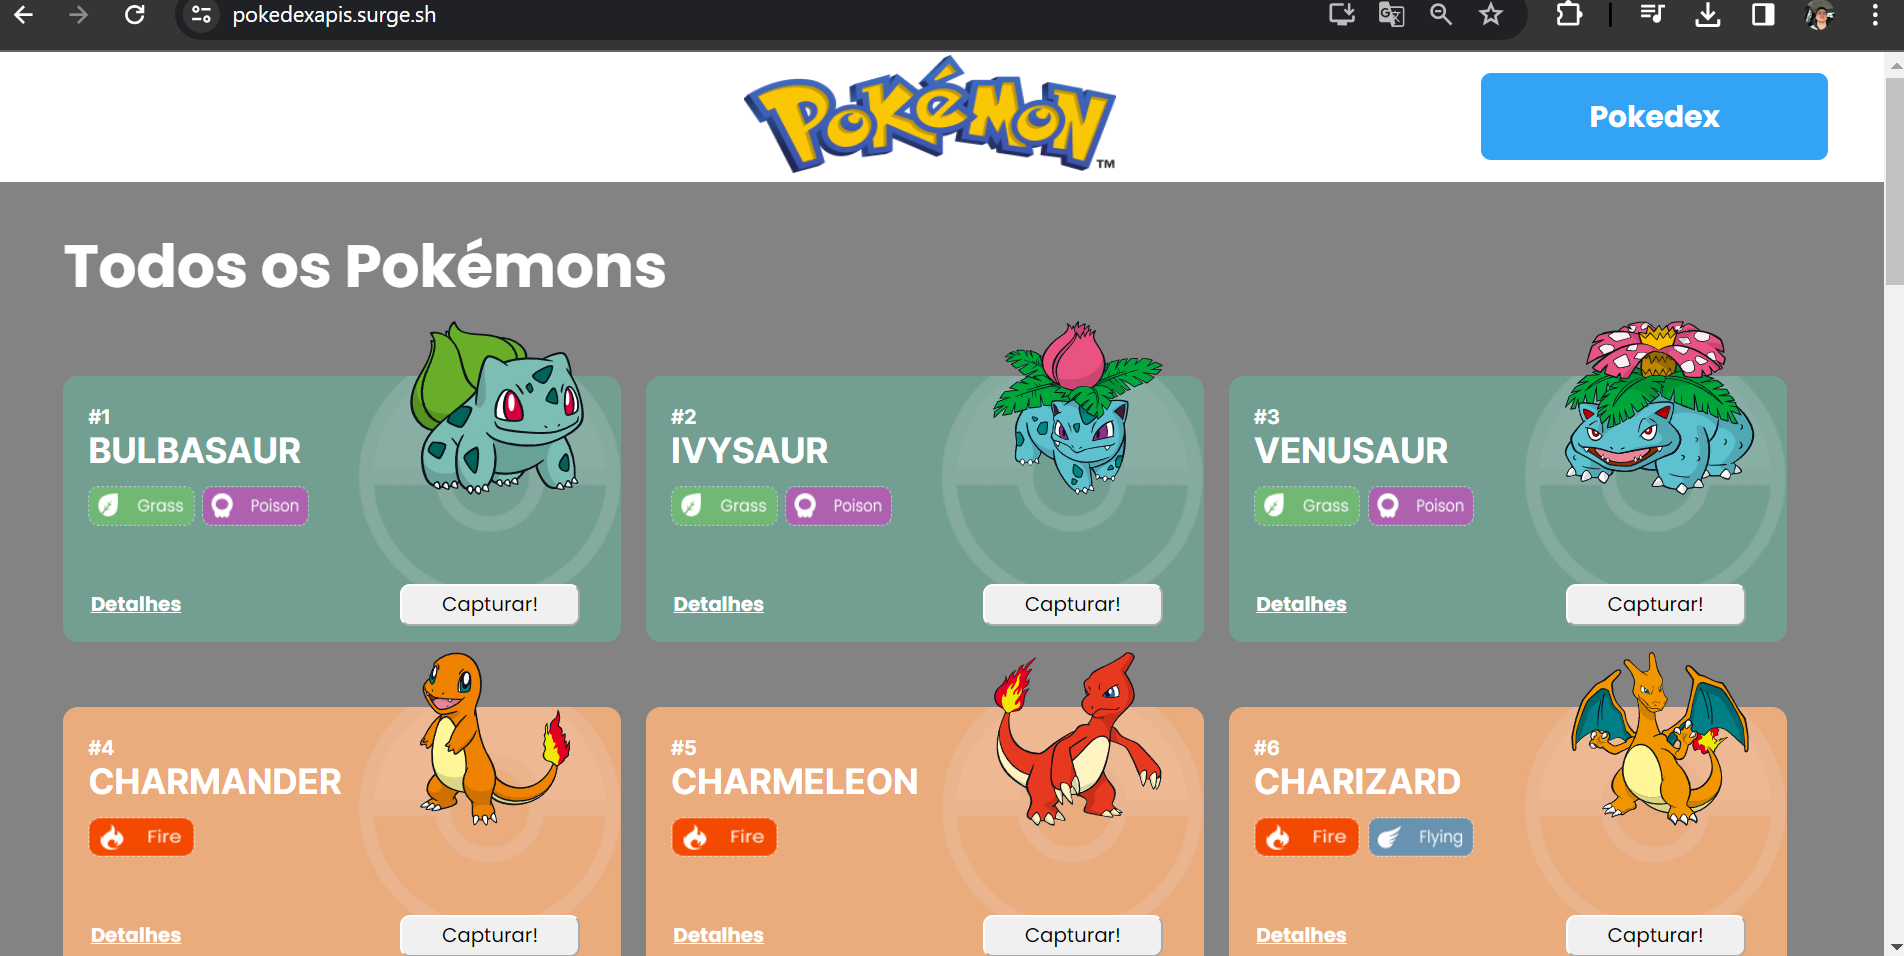 pokedexapis.surge.sh
POKéMON
TM
Pokedex
Todos os Pokémons
#1
BULBASAUR
Grass Poison
Detalhes Capturar!
#2
IVYSAUR
Grass Poison
Detalhes Capturar!
#3
VENUSAUR
Grass Poison
Detalhes Capturar!
#4
CHARMANDER
Fire
Detalhes Capturar!
#5
CHARMELEON
Fire
Detalhes Capturar!
#6
CHARIZARD
Fire Flying
Detalhes Capturar!